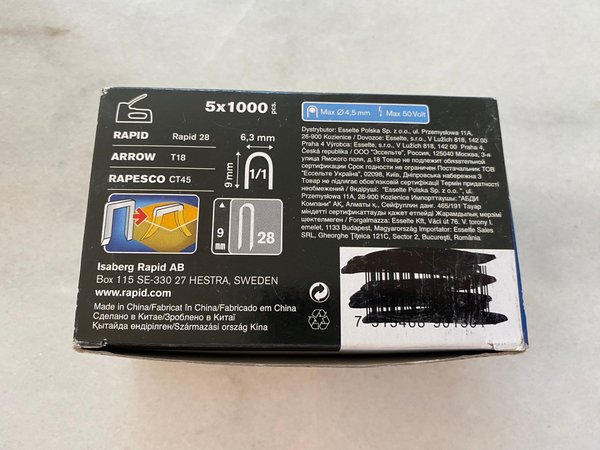 5x1000 pcs.
RAPID Rapid 28
ARROW T18
RAPESCO CT45
6,3 mm
9 mm
1/1
9 mm
28
Isaberg Rapid AB
Box 115 SE-330 27 HESTRA, SWEDEN
www.rapid.com
Made in China/Fabricat în China/Fabricado em China
Сделано в Китае/Зроблено в Китаї
Қытайда өндірілген/Származási ország Kína
Max Ø 4,5 mm Max 50 Volt
Dystrybutor: Esselte Polska Sp. z o.o., ul. Przemysłowa 11A,
26-900 Kozienice / Dovozce: Esselte, s.r.o., V Lužích 818, 142 00
Praha 4 Výrobce: Esselte, s.r.o., V Lužích 818, 142 00 Praha 4,
Česká republika / ООО "Эссельте", Россия, 125040 Москва, 3-я
улица Ямского поля, д.18 Товар не подлежит обязательной
сертификации Срок годности не ограничен Постачальник ТОВ
"Ессельте Україна", 02098, Київ, Дніпровська набережна 3
Товар не підлягає обов'язковій сертифікації Термін придатності
необмежений / Өндіруші: "Esselte Polska Sp. z o.o., ul.
Przemysłowa 11A, 26-900 Kozienice Импорттаушы: "АБДИ
Компани" АҚ, Алматы қ., Сейфуллин даңғ. 465/191 Тауар
міндетті сертификаттауды қажет етпейді Жарамдылық мерзімі
шектелмеген / Forgalmazza: Esselte Kft, Váci út 76. V. torony I.
emelet, 1133 Budapest, Magyarország Importator: Esselte Sales
SRL, Gheorghe Țițeica 121C, Sector 2, București, România